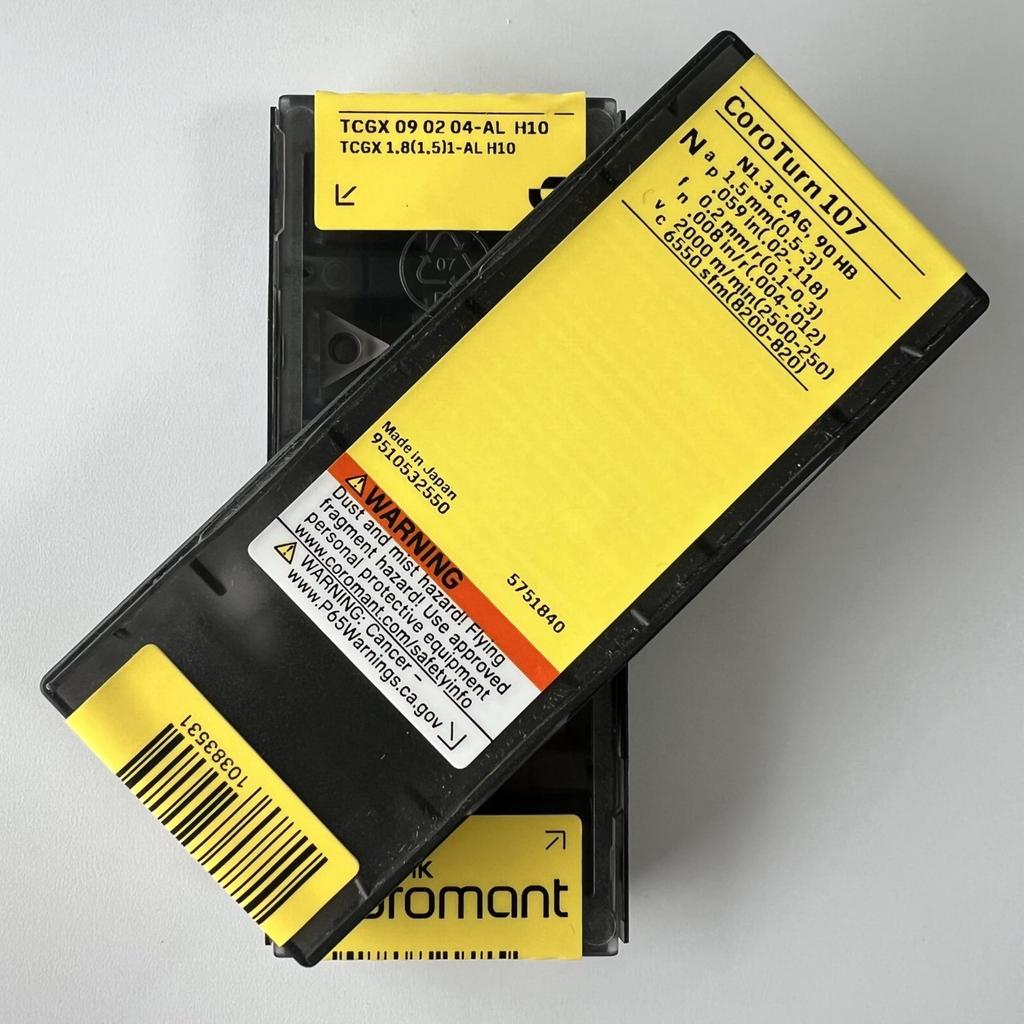 TCGX 09 02 04-AL H10
TCGX 1.8(1.5)1-AL H10
07
CoroTurn 107
N N1.3.C.AG, 90 HB
ap 1.5 mm(0.5-3)
.059 in(.02-.118)
fn 0.2 mm/r(0.1-0.3)
.008 in/r(.004-.012)
vc 2000 m/min(2500-250)
6550 sfm(8200-820)
Made in Japan
9510532550
5751840
WARNING
Dust and mist hazard! Flying
fragment hazard! Use approved
personal protective equipment
www.coromant.com/safetyinfo
WARNING: Cancer –
www.P65Warnings.ca.gov
10383531
oromant